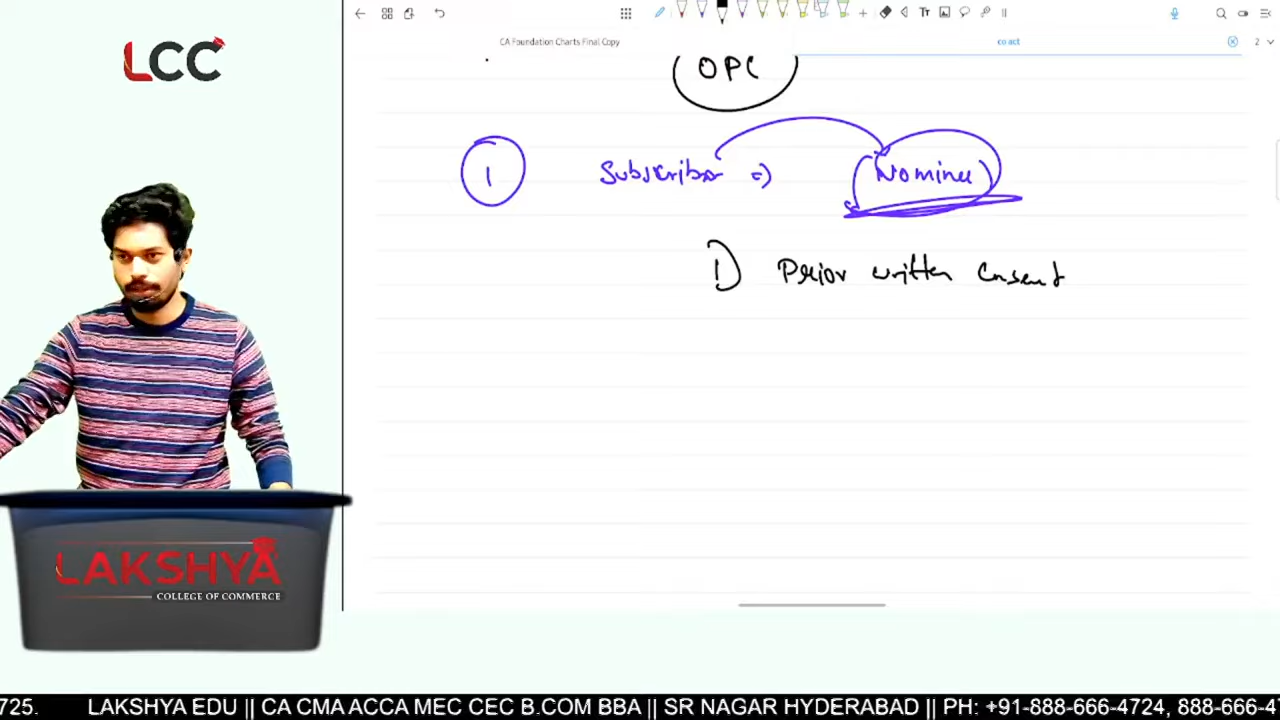 LCC
CA Foundation Charts Final Copy
co act
2
Tr
OPC
1 Subscriber => Nominee
1) Prior written Consent
LAKSHYA
COLLEGE OF COMMERCE
725. LAKSHYA EDU || CA CMA ACCA MEC CEC B.COM BBA || SR NAGAR HYDERABAD || PH: +91-888-666-4724, 888-666-4